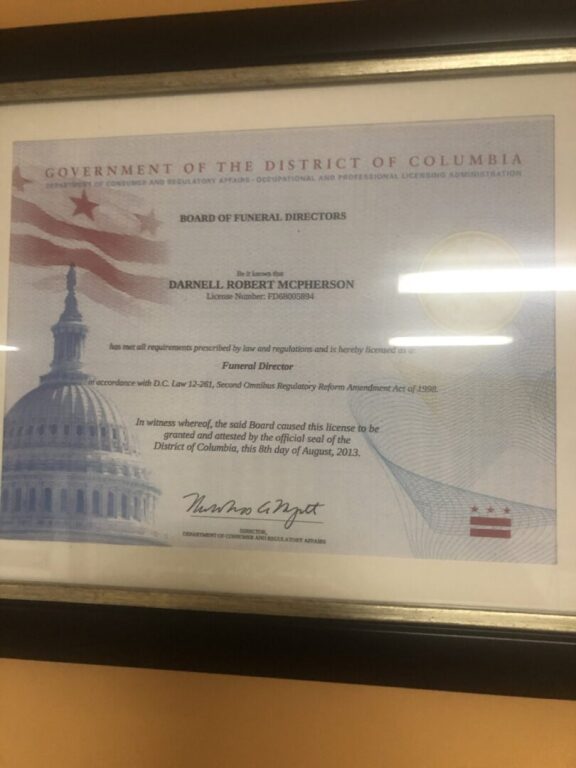 GOVERNMENT OF THE DISTRICT OF COLUMBIA
DEPARTMENT OF CONSUMER AND REGULATORY AFFAIRS - OCCUPATIONAL AND PROFESSIONAL LICENSING ADMINISTRATION
BOARD OF FUNERAL DIRECTORS
Be it known that
DARNELL ROBERT MCPHERSON
License Number: FD68005894
has met all requirements prescribed by law and regulations and is hereby licensed as a:
Funeral Director
in accordance with D.C. Law 12-261, Second Omnibus Regulatory Reform Amendment Act of 1998.
In witness whereof, the said Board caused this license to be
granted and attested by the official seal of the
District of Columbia, this 8th day of August, 2013.
DIRECTOR,
DEPARTMENT OF CONSUMER AND REGULATORY AFFAIRS